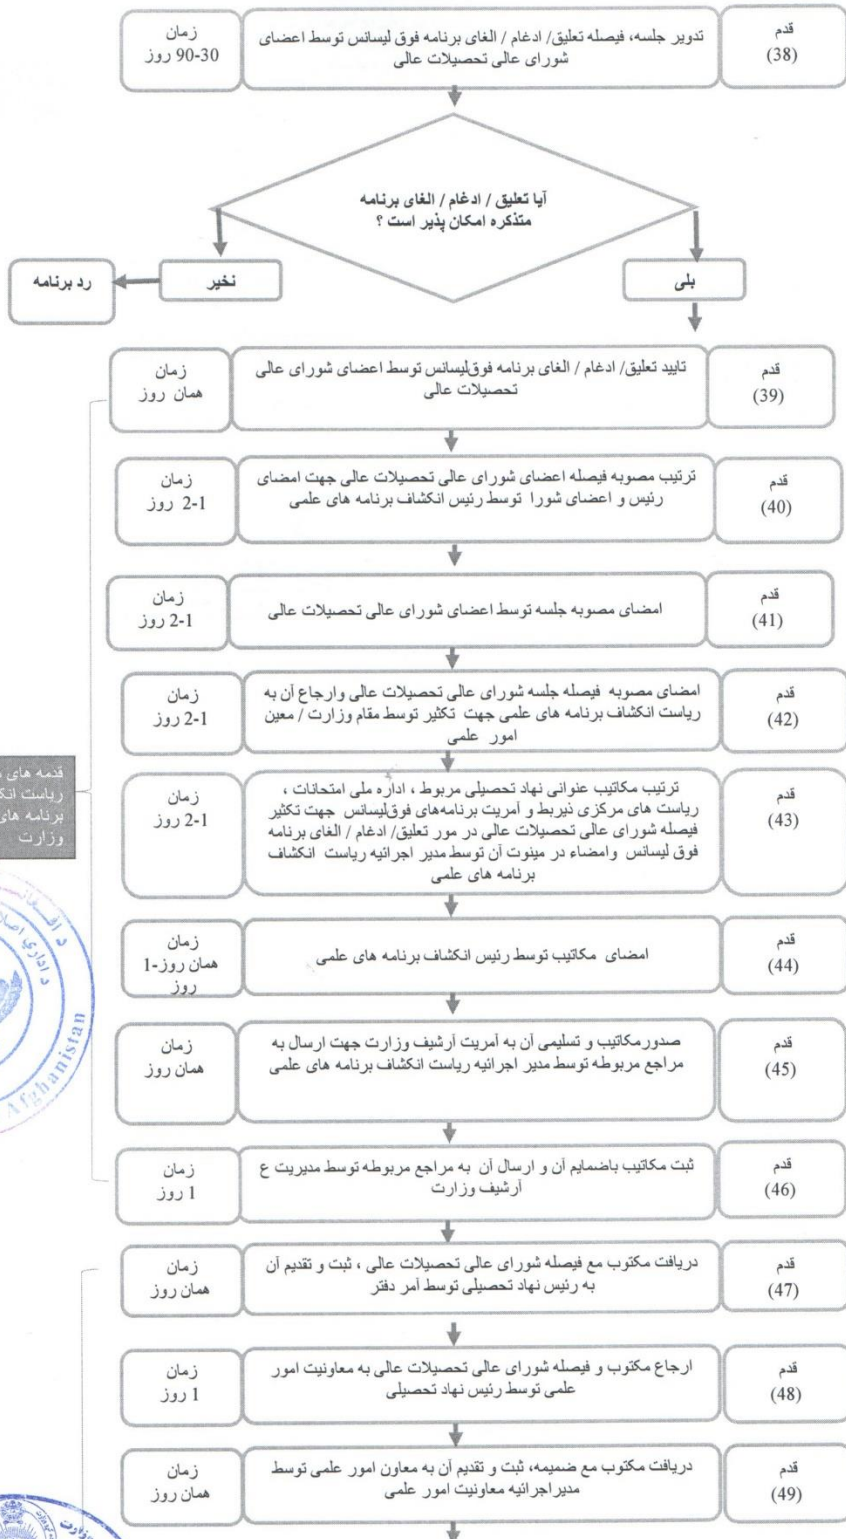 قدم
(38)
تدویر جلسه، فیصله تعلیق/ ادغام / الغای برنامه فوق لیسانس توسط اعضای
شورای عالی تحصیلات عالی
زمان
90-30 روز
آیا تعلیق / ادغام / الغای برنامه
متذکره امکان پذیر است ؟
بلی
نخیر
رد برنامه
قدم
(39)
تایید تعلیق/ ادغام / الغای برنامه فوق‌لیسانس توسط اعضای شورای عالی
تحصیلات عالی
زمان
همان روز
قدم
(40)
ترتیب مصوبه فیصله اعضای شورای عالی تحصیلات عالی جهت امضای
رئیس و اعضای شورا توسط رئیس انکشاف برنامه های علمی
زمان
2-1 روز
قدم
(41)
امضای مصوبه جلسه توسط اعضای شورای عالی تحصیلات عالی
زمان
2-1 روز
قدم
(42)
امضای مصوبه فیصله جلسه شورای عالی تحصیلات عالی وارجاع آن به
ریاست انکشاف برنامه های علمی جهت تکثیر توسط مقام وزارت / معین
امور علمی
زمان
2-1 روز
قدم
(43)
ترتیب مکاتیب عنوانی نهاد تحصیلی مربوط ، اداره ملی امتحانات ،
ریاست های مرکزی ذیربط و آمریت برنامه‌های فوق‌لیسانس جهت تکثیر
فیصله شورای عالی تحصیلات عالی در مور تعلیق/ ادغام / الغای برنامه
فوق لیسانس وامضاء در مینوت آن توسط مدیر اجرائیه ریاست انکشاف
برنامه های علمی
زمان
2-1 روز
قدمه های
ریاست انک
برنامه های
وزارت
قدم
(44)
امضای مکاتیب توسط رئیس انکشاف برنامه های علمی
زمان
همان روز-1
روز
قدم
(45)
صدورمکاتیب و تسلیمی آن به آمریت آرشیف وزارت جهت ارسال به
مراجع مربوطه توسط مدیر اجرائیه ریاست انکشاف برنامه های علمی
زمان
همان روز
Afghanistan
قدم
(46)
ثبت مکاتیب باضمایم آن و ارسال آن به مراجع مربوطه توسط مدیریت ع
آرشیف وزارت
زمان
1 روز
قدم
(47)
دریافت مکتوب مع فیصله شورای عالی تحصیلات عالی ، ثبت و تقدیم آن
به رئیس نهاد تحصیلی توسط آمر دفتر
زمان
همان روز
قدم
(48)
ارجاع مکتوب و فیصله شورای عالی تحصیلات عالی به معاونیت امور
علمی توسط رئیس نهاد تحصیلی
زمان
1 روز
قدم
(49)
دریافت مکتوب مع ضمیمه، ثبت و تقدیم آن به معاون امور علمی توسط
مدیراجرائیه معاونیت امور علمی
زمان
همان روز